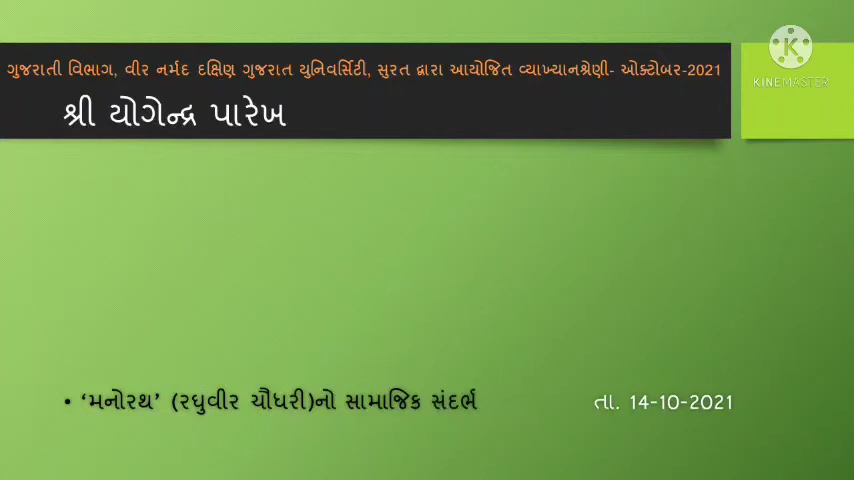 ગુજરાતી વિભાગ, વીર નર્મદ દક્ષિણ ગુજરાત યુનિવર્સિટી, સુરત દ્વારા આયોજિત વ્યાખ્યાનશ્રેણી- ઓક્ટોબર-2021
શ્રી યોગેન્દ્ર પારેખ
K
KINEMASTER
• ‘મનોરથ’ (રઘુવીર ચૌધરી)નો સામાજિક સંદર્ભ તા. 14-10-2021